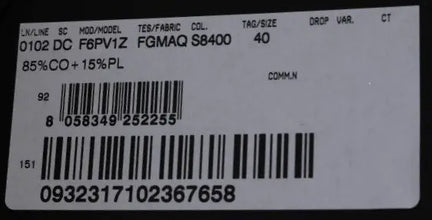 LN/LINE SC MOD/MODEL TES/FABRIC COL. TAG/SIZE DROP VAR. CT
0102 DC F6PV1Z FGMAQ S8400 40
85%CO+15%PL
COMM.N
92
8 058349 252255
151
0932317102367658